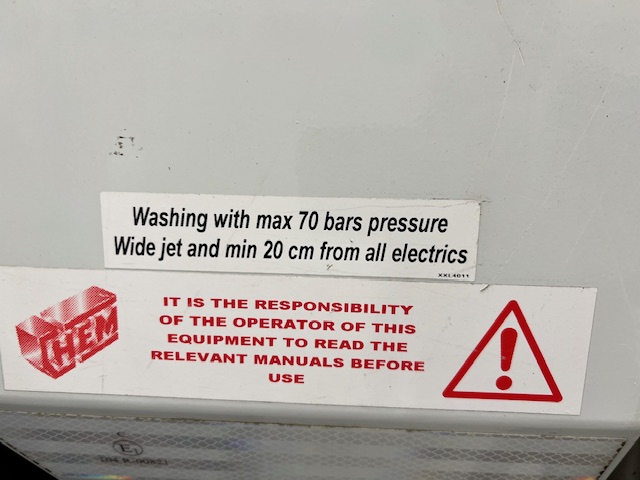 Washing with max 70 bars pressure
Wide jet and min 20 cm from all electrics
XXL4011
HEM
IT IS THE RESPONSIBILITY
OF THE OPERATOR OF THIS
EQUIPMENT TO READ THE
RELEVANT MANUALS BEFORE
USE